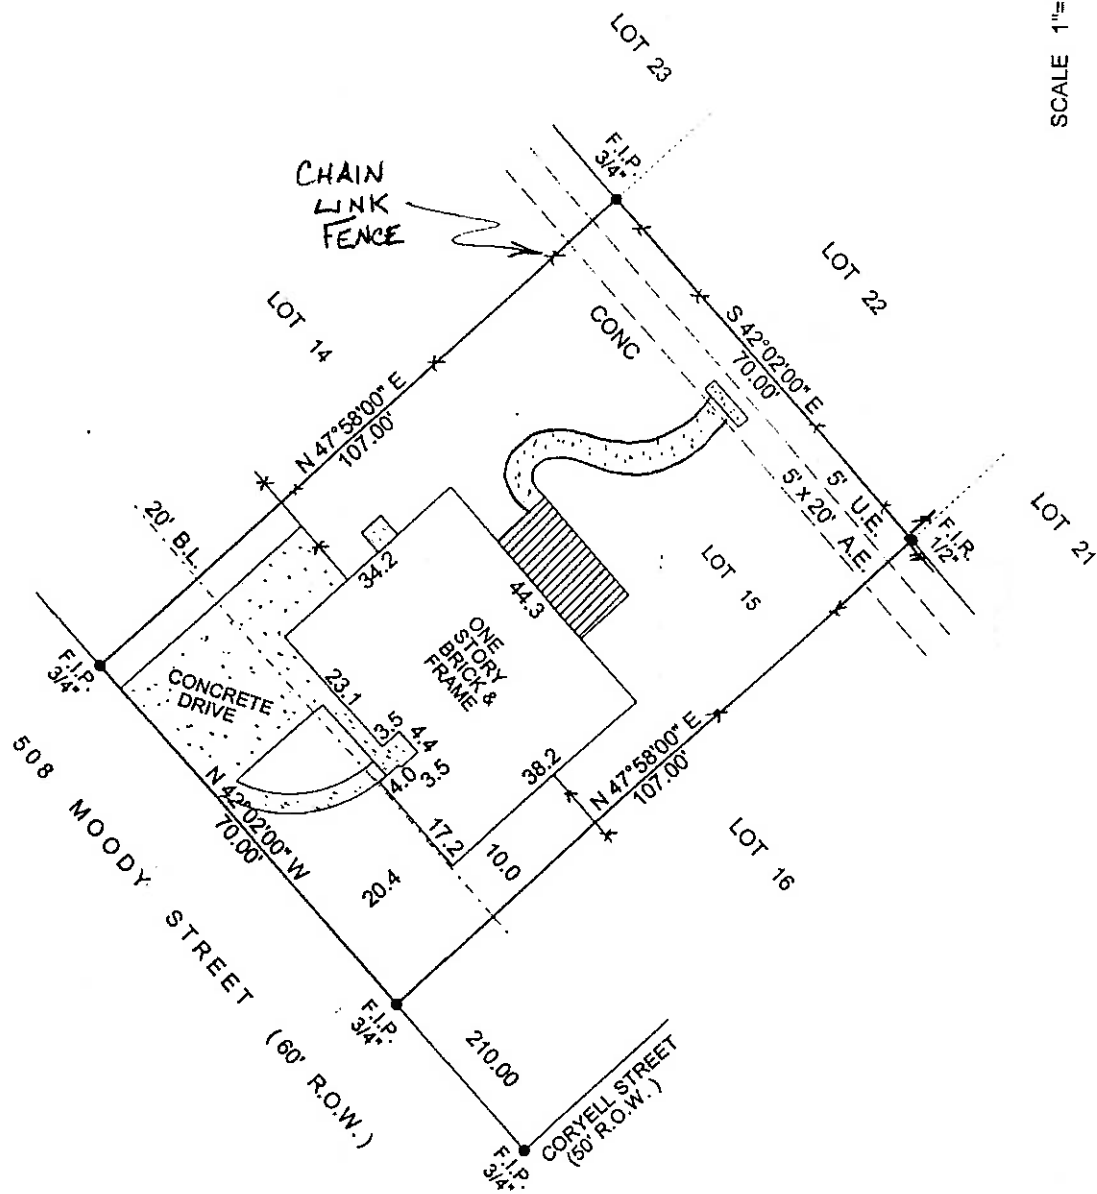 SCALE 1"=
LOT 23
F.I.P.
3/4"
CHAIN
LINK
FENCE
LOT 22
LOT 14
CONC
S 42°02'00" E
70.00'
N 47°58'00" E
107.00'
20' B.L.
5' U.E.
5' X 20' A.E.
F.I.R.
1/2"
LOT 21
34.2
44.3
LOT 15
ONE
STORY
BRICK &
FRAME
F.I.P.
3/4"
CONCRETE
DRIVE
23.1
3.5
4.4
4.0
3.5
38.2
N 47°58'00" E
107.00'
N 42°02'00" W
70.00'
17.2
10.0
20.4
LOT 16
508 MOODY STREET (60' R.O.W.)
F.I.P.
3/4"
210.00
CORYELL STREET
(50' R.O.W.)
F.I.P.
3/4"